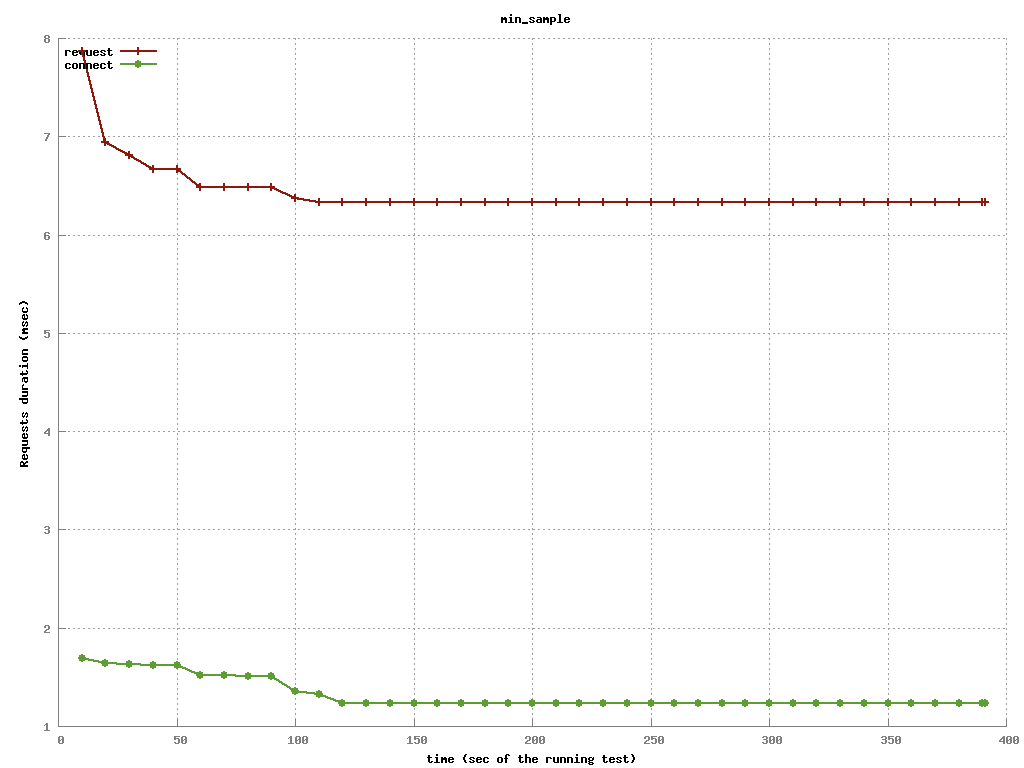 min_sample
8
request
connect
7
6
5
4
3
2
1
Requests duration (msec)
0 50 100 150 200 250 300 350 400
time (sec of the running test)